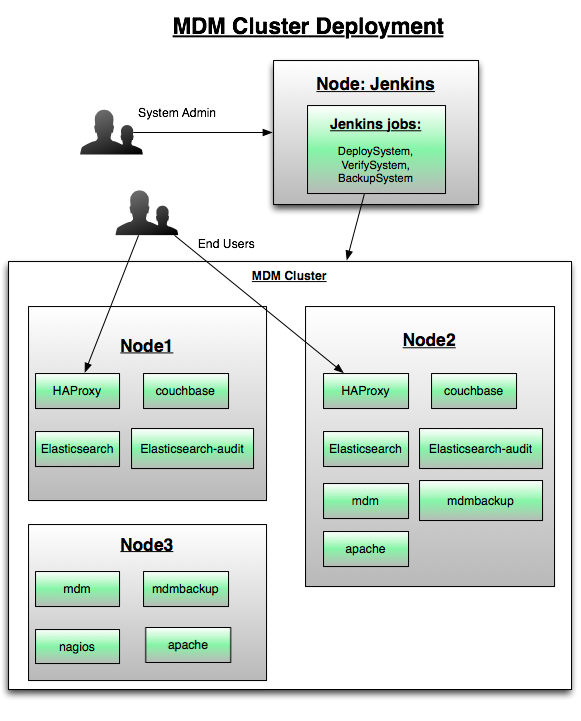 MDM Cluster Deployment
Node: Jenkins
System Admin
Jenkins jobs:
DeploySystem,
VerifySystem,
BackupSystem
End Users
MDM Cluster
Node1
HAProxy
couchbase
Elasticsearch
Elasticsearch-audit
Node2
HAProxy
couchbase
Elasticsearch
Elasticsearch-audit
mdm
mdmbackup
apache
Node3
mdm
mdmbackup
nagios
apache